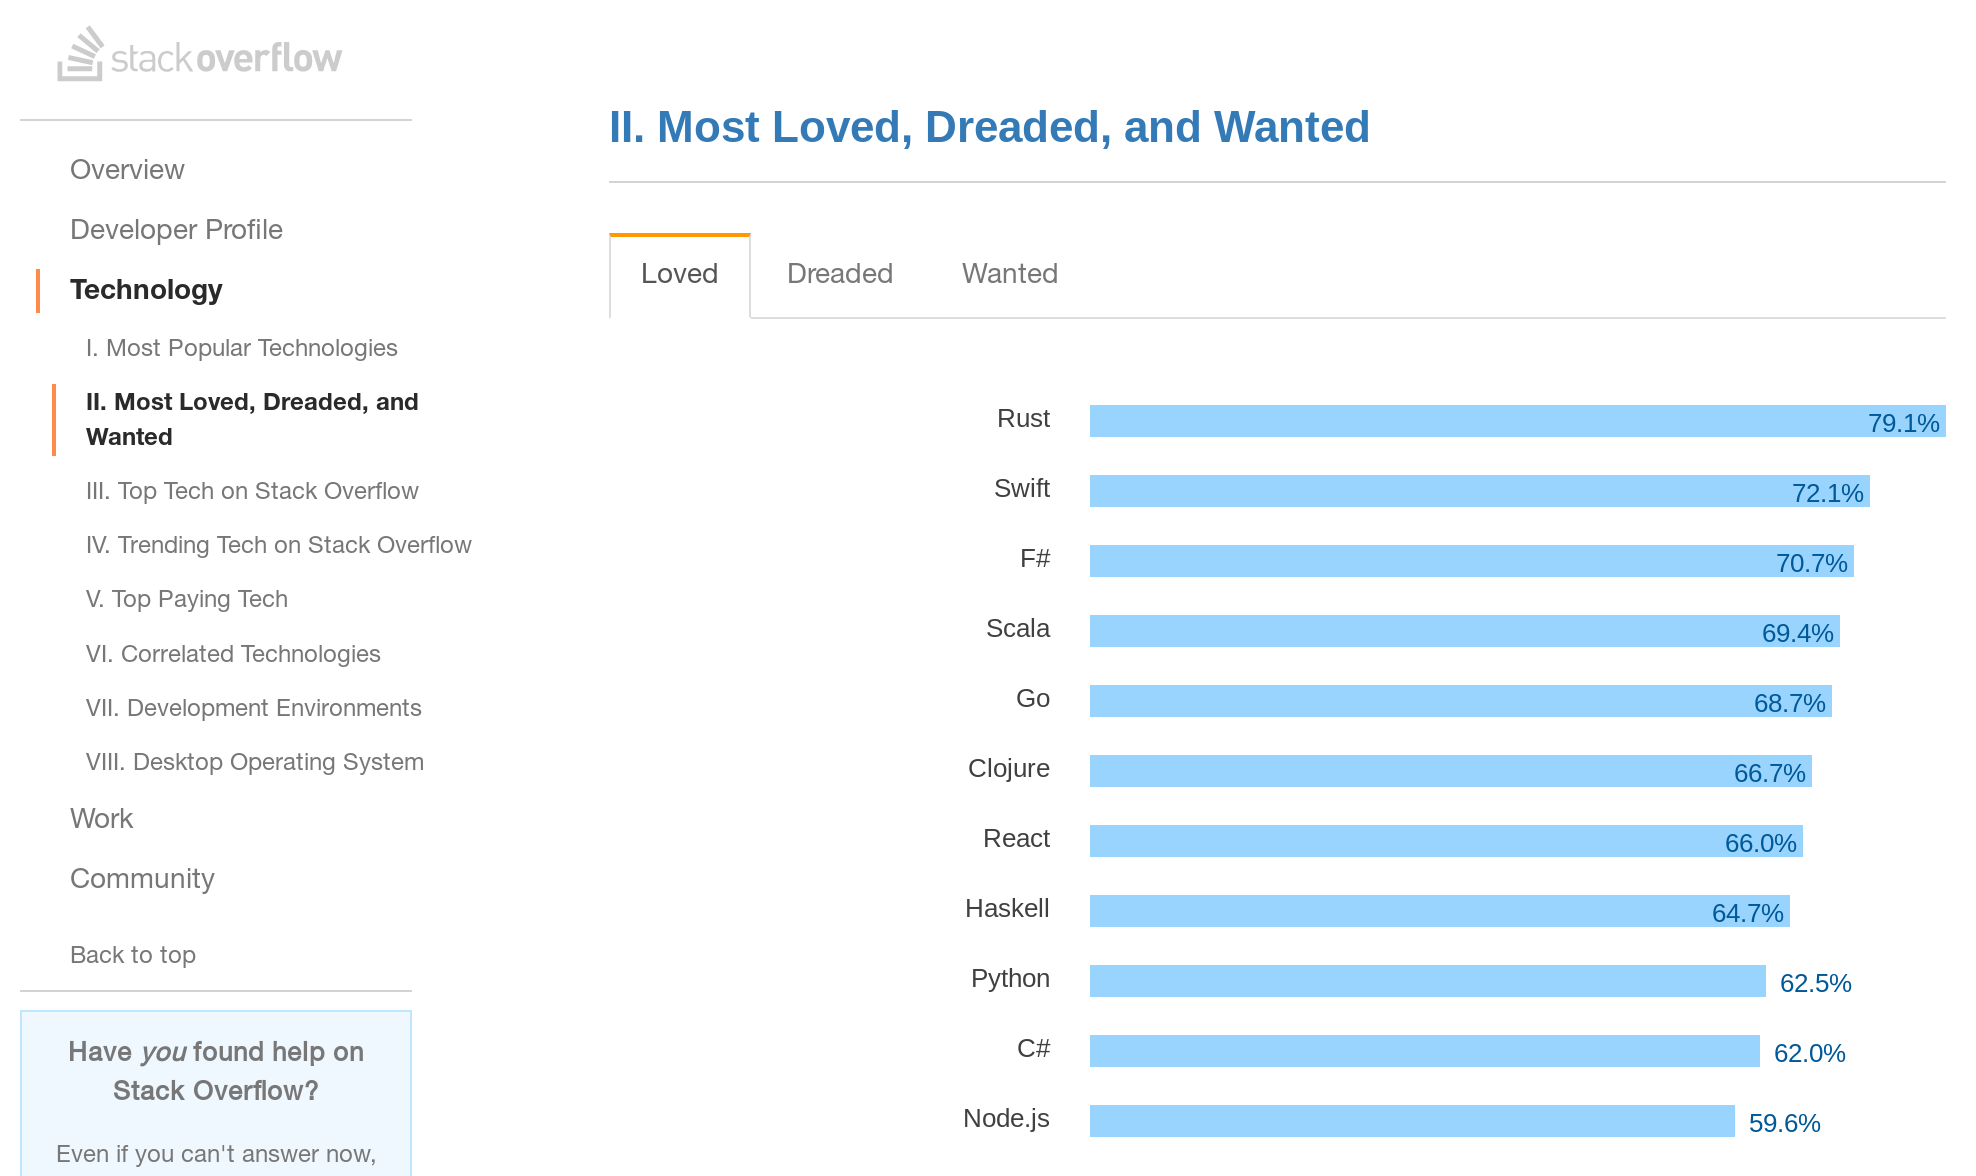 stackoverflow
Overview
Developer Profile
Technology
I. Most Popular Technologies
II. Most Loved, Dreaded, and
Wanted
III. Top Tech on Stack Overflow
IV. Trending Tech on Stack Overflow
V. Top Paying Tech
VI. Correlated Technologies
VII. Development Environments
VIII. Desktop Operating System
Work
Community
Back to top
Have you found help on
Stack Overflow?
Even if you can't answer now,
II. Most Loved, Dreaded, and Wanted
Loved Dreaded Wanted
Rust 79.1%
Swift 72.1%
F# 70.7%
Scala 69.4%
Go 68.7%
Clojure 66.7%
React 66.0%
Haskell 64.7%
Python 62.5%
C# 62.0%
Node.js 59.6%